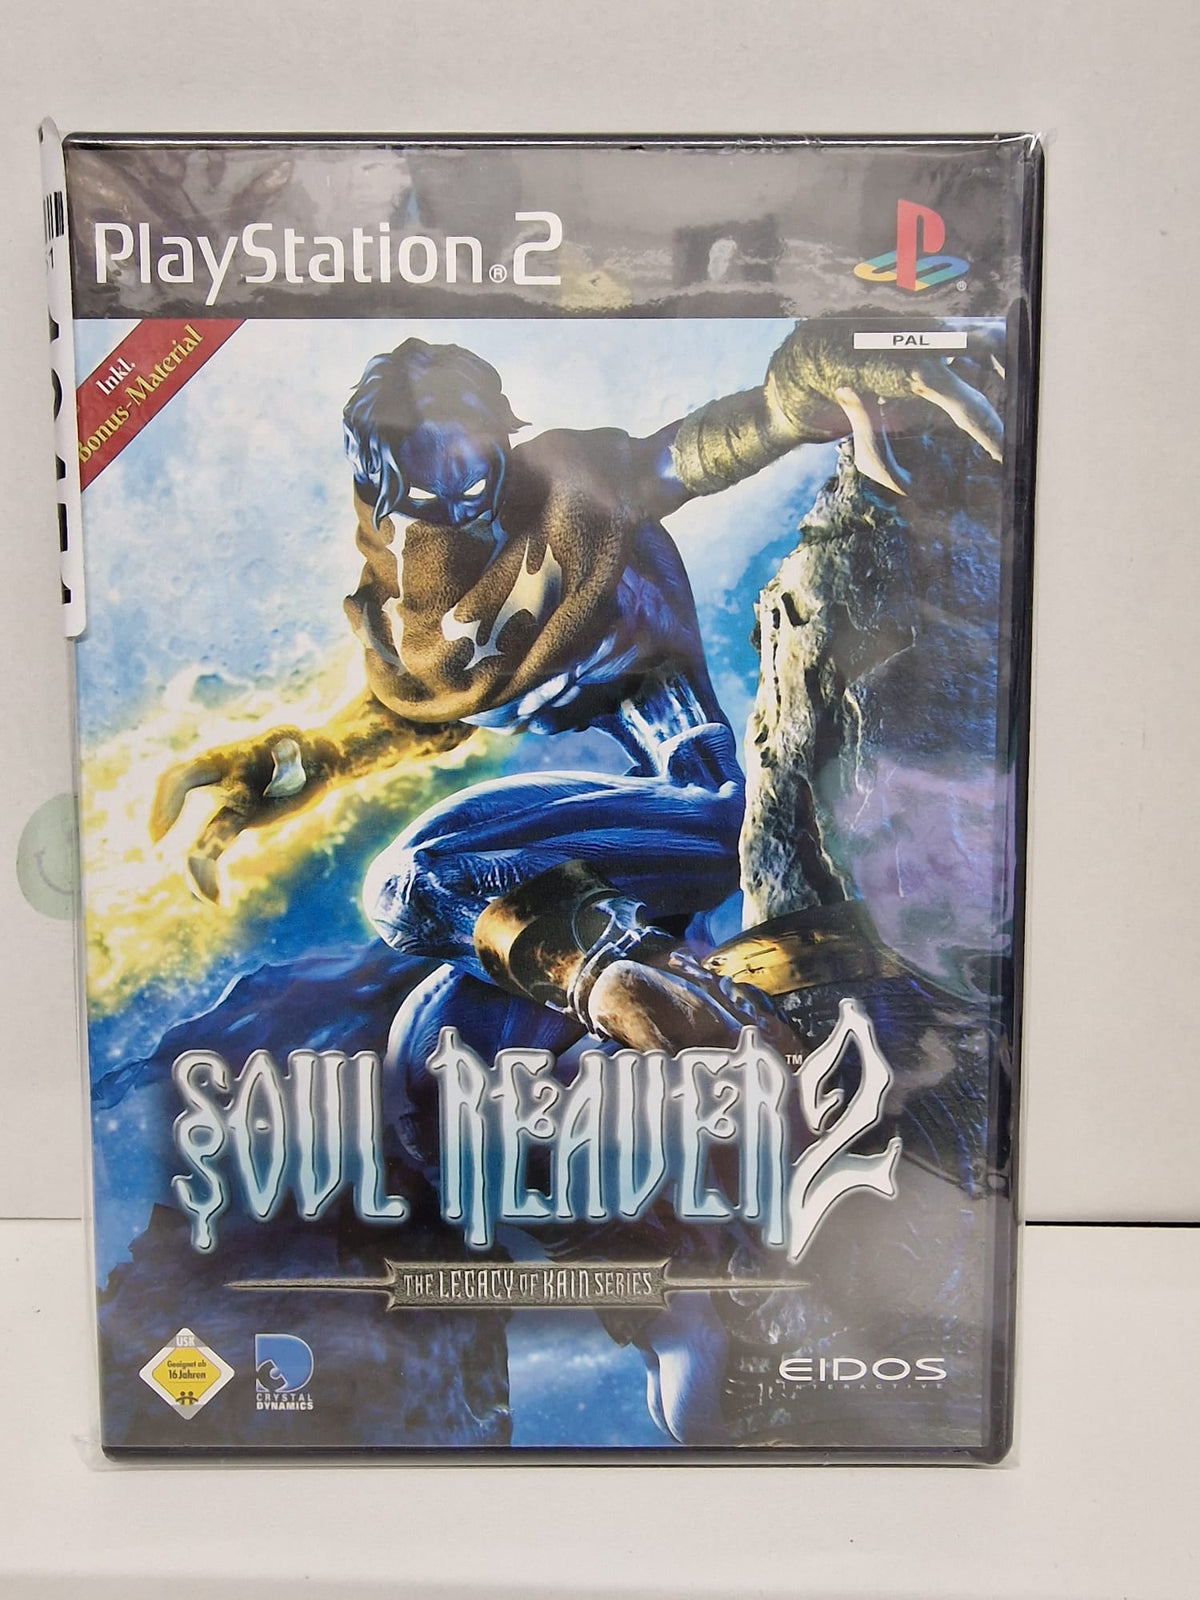 PlayStation®2
PAL
Inkl.
Bonus-Material
SOUL REAVER™2
THE LEGACY OF KAIN SERIES
USK
Geeignet ab
16 Jahren
CRYSTAL
DYNAMICS
EIDOS
INTERACTIVE